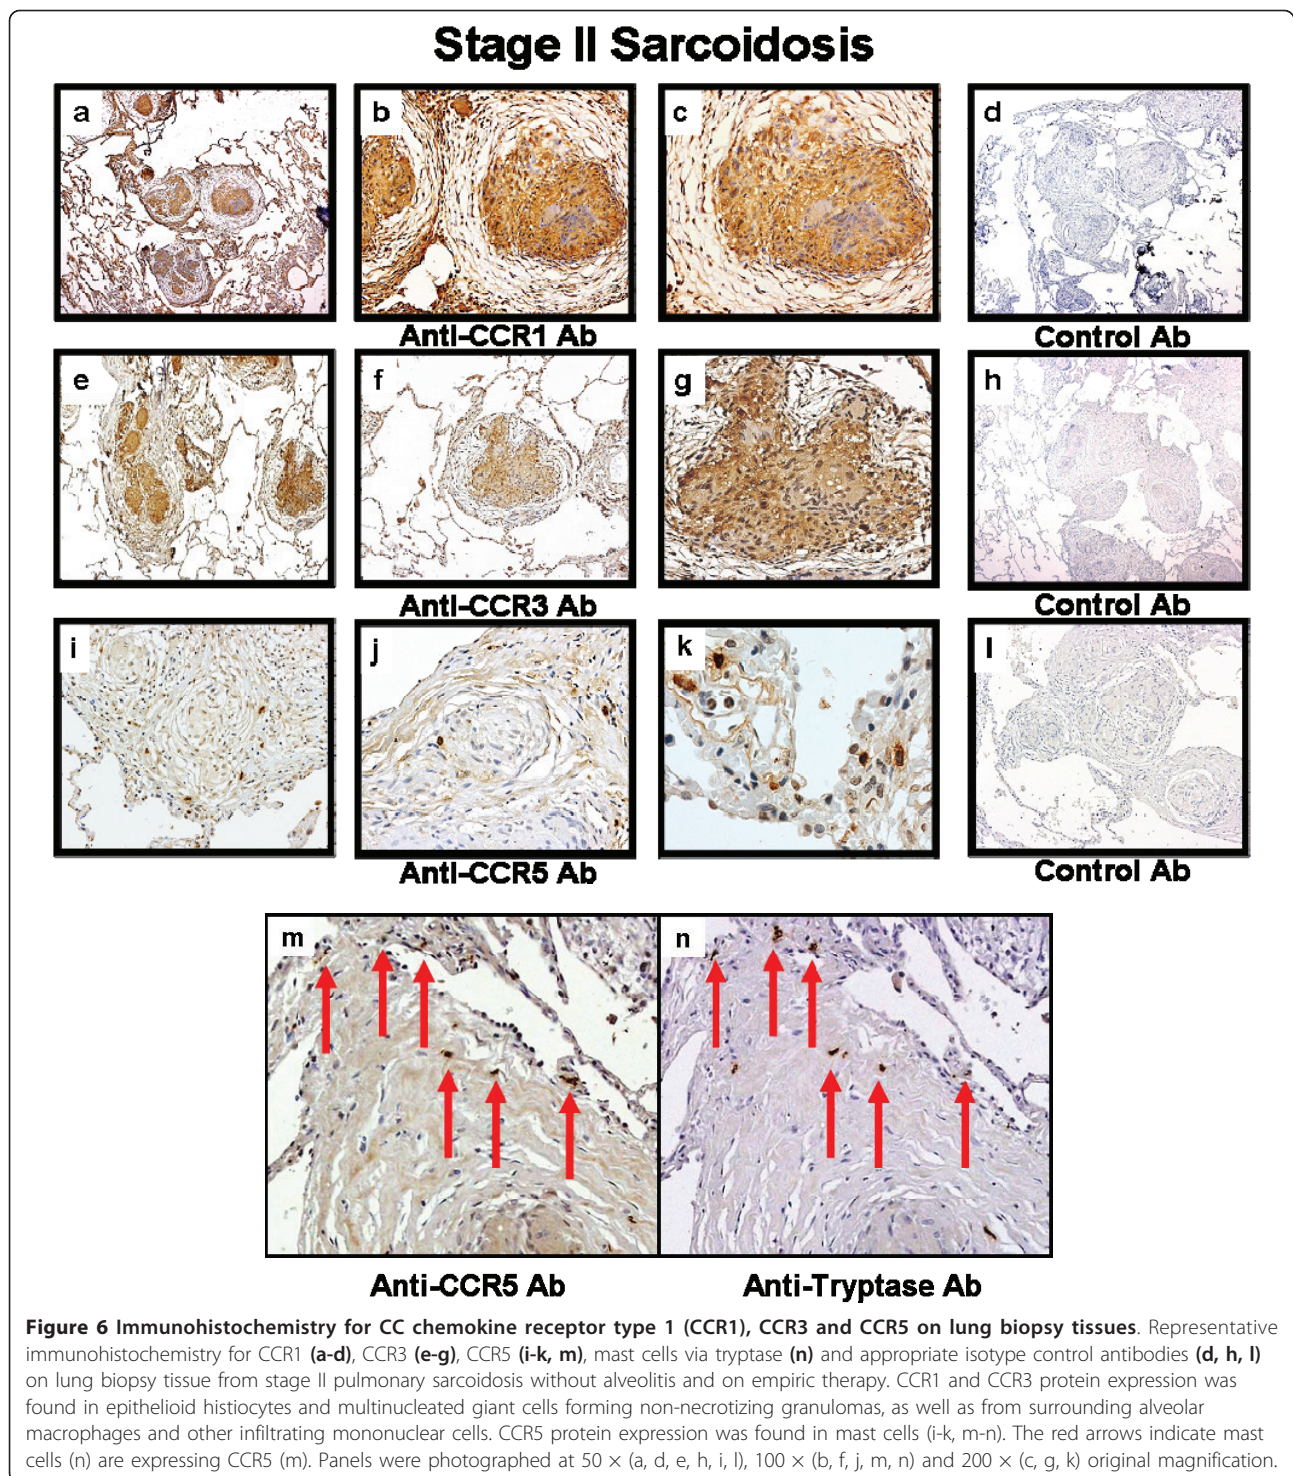 Stage II Sarcoidosis
a b c d
Anti-CCR1 Ab Control Ab
e f g h
Anti-CCR3 Ab Control Ab
i j k l
Anti-CCR5 Ab Control Ab
m n
Anti-CCR5 Ab Anti-Tryptase Ab
Figure 6 Immunohistochemistry for CC chemokine receptor type 1 (CCR1), CCR3 and CCR5 on lung biopsy tissues. Representative
immunohistochemistry for CCR1 (a-d), CCR3 (e-g), CCR5 (i-k, m), mast cells via tryptase (n) and appropriate isotype control antibodies (d, h, l)
on lung biopsy tissue from stage II pulmonary sarcoidosis without alveolitis and on empiric therapy. CCR1 and CCR3 protein expression was
found in epithelioid histiocytes and multinucleated giant cells forming non-necrotizing granulomas, as well as from surrounding alveolar
macrophages and other infiltrating mononuclear cells. CCR5 protein expression was found in mast cells (i-k, m-n). The red arrows indicate mast
cells (n) are expressing CCR5 (m). Panels were photographed at 50 × (a, d, e, h, i, l), 100 × (b, f, j, m, n) and 200 × (c, g, k) original magnification.